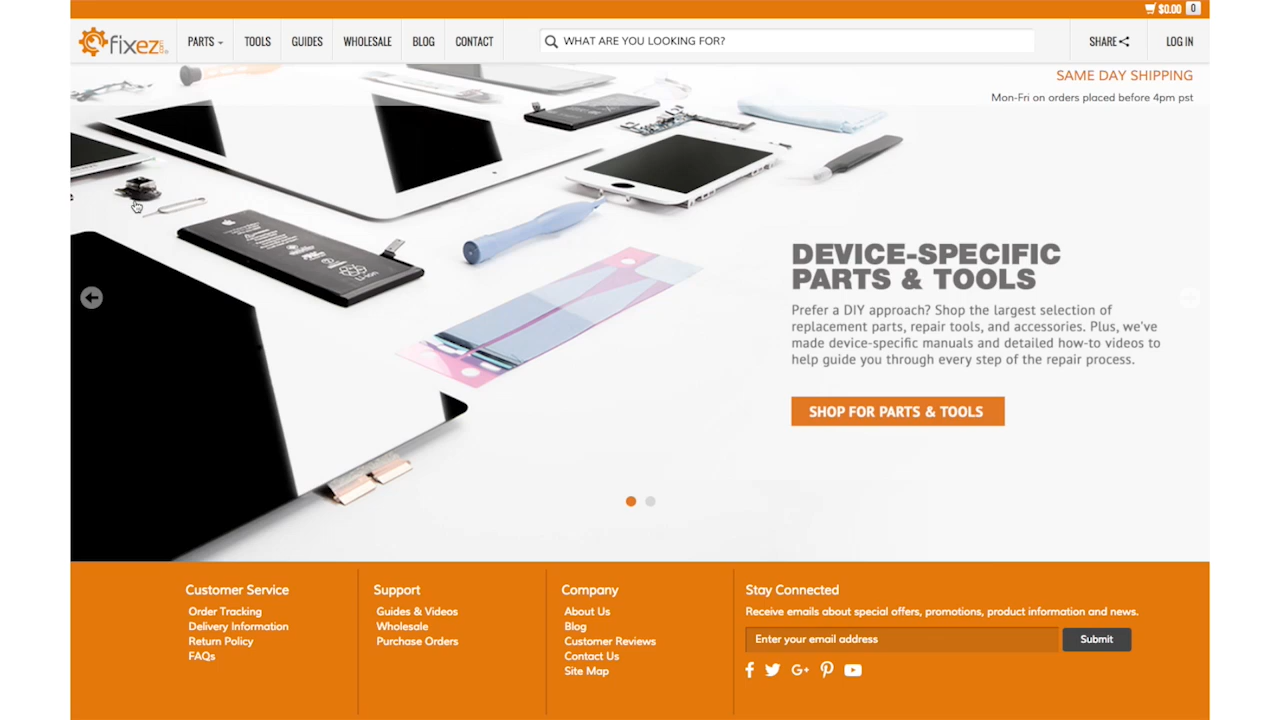 $0.00 0
fixez.com
PARTS
TOOLS
GUIDES
WHOLESALE
BLOG
CONTACT
WHAT ARE YOU LOOKING FOR?
SHARE
LOG IN
SAME DAY SHIPPING
Mon-Fri on orders placed before 4pm pst
Li-ion
DEVICE-SPECIFIC
PARTS & TOOLS
Prefer a DIY approach? Shop the largest selection of
replacement parts, repair tools, and accessories. Plus, we've
made device-specific manuals and detailed how-to videos to
help guide you through every step of the repair process.
SHOP FOR PARTS & TOOLS
Customer Service
Order Tracking
Delivery Information
Return Policy
FAQs
Support
Guides & Videos
Wholesale
Purchase Orders
Company
About Us
Blog
Customer Reviews
Contact Us
Site Map
Stay Connected
Receive emails about special offers, promotions, product information and news.
Enter your email address
Submit